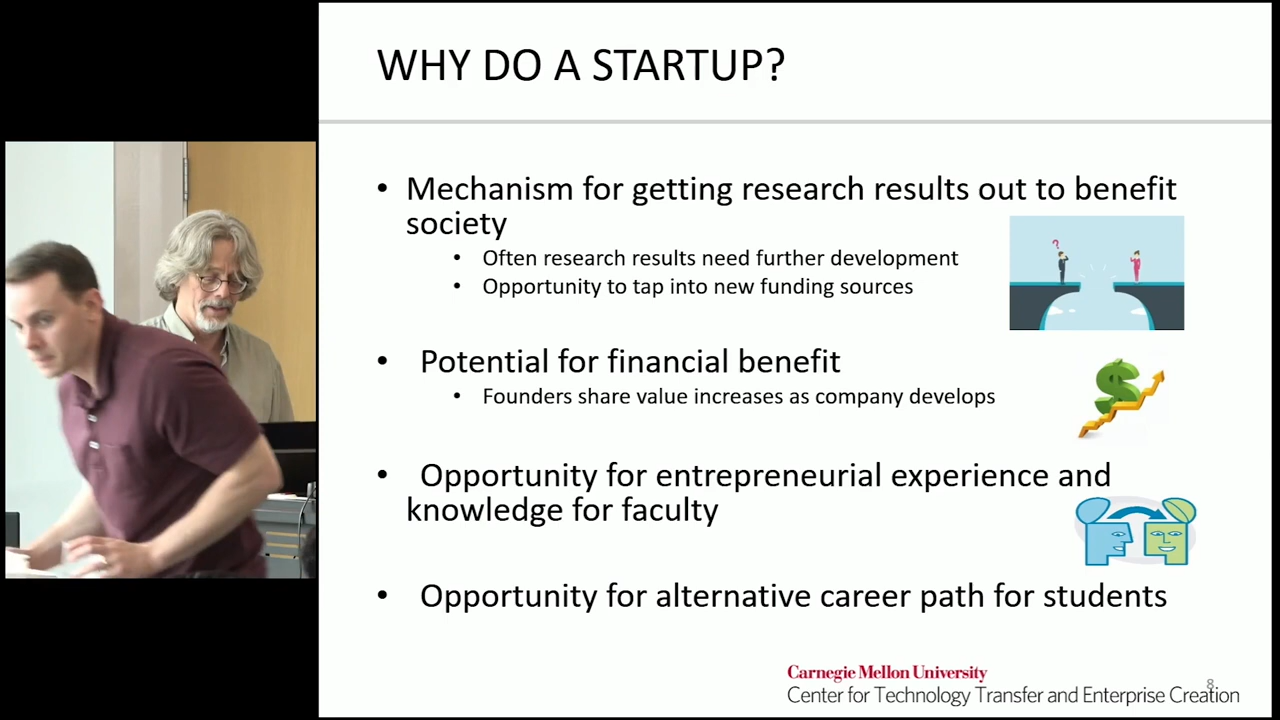 WHY DO A STARTUP?
• Mechanism for getting research results out to benefit
society
• Often research results need further development
• Opportunity to tap into new funding sources
?
• Potential for financial benefit
• Founders share value increases as company develops
$
• Opportunity for entrepreneurial experience and
knowledge for faculty
• Opportunity for alternative career path for students
Carnegie Mellon University
Center for Technology Transfer and Enterprise Creation
8